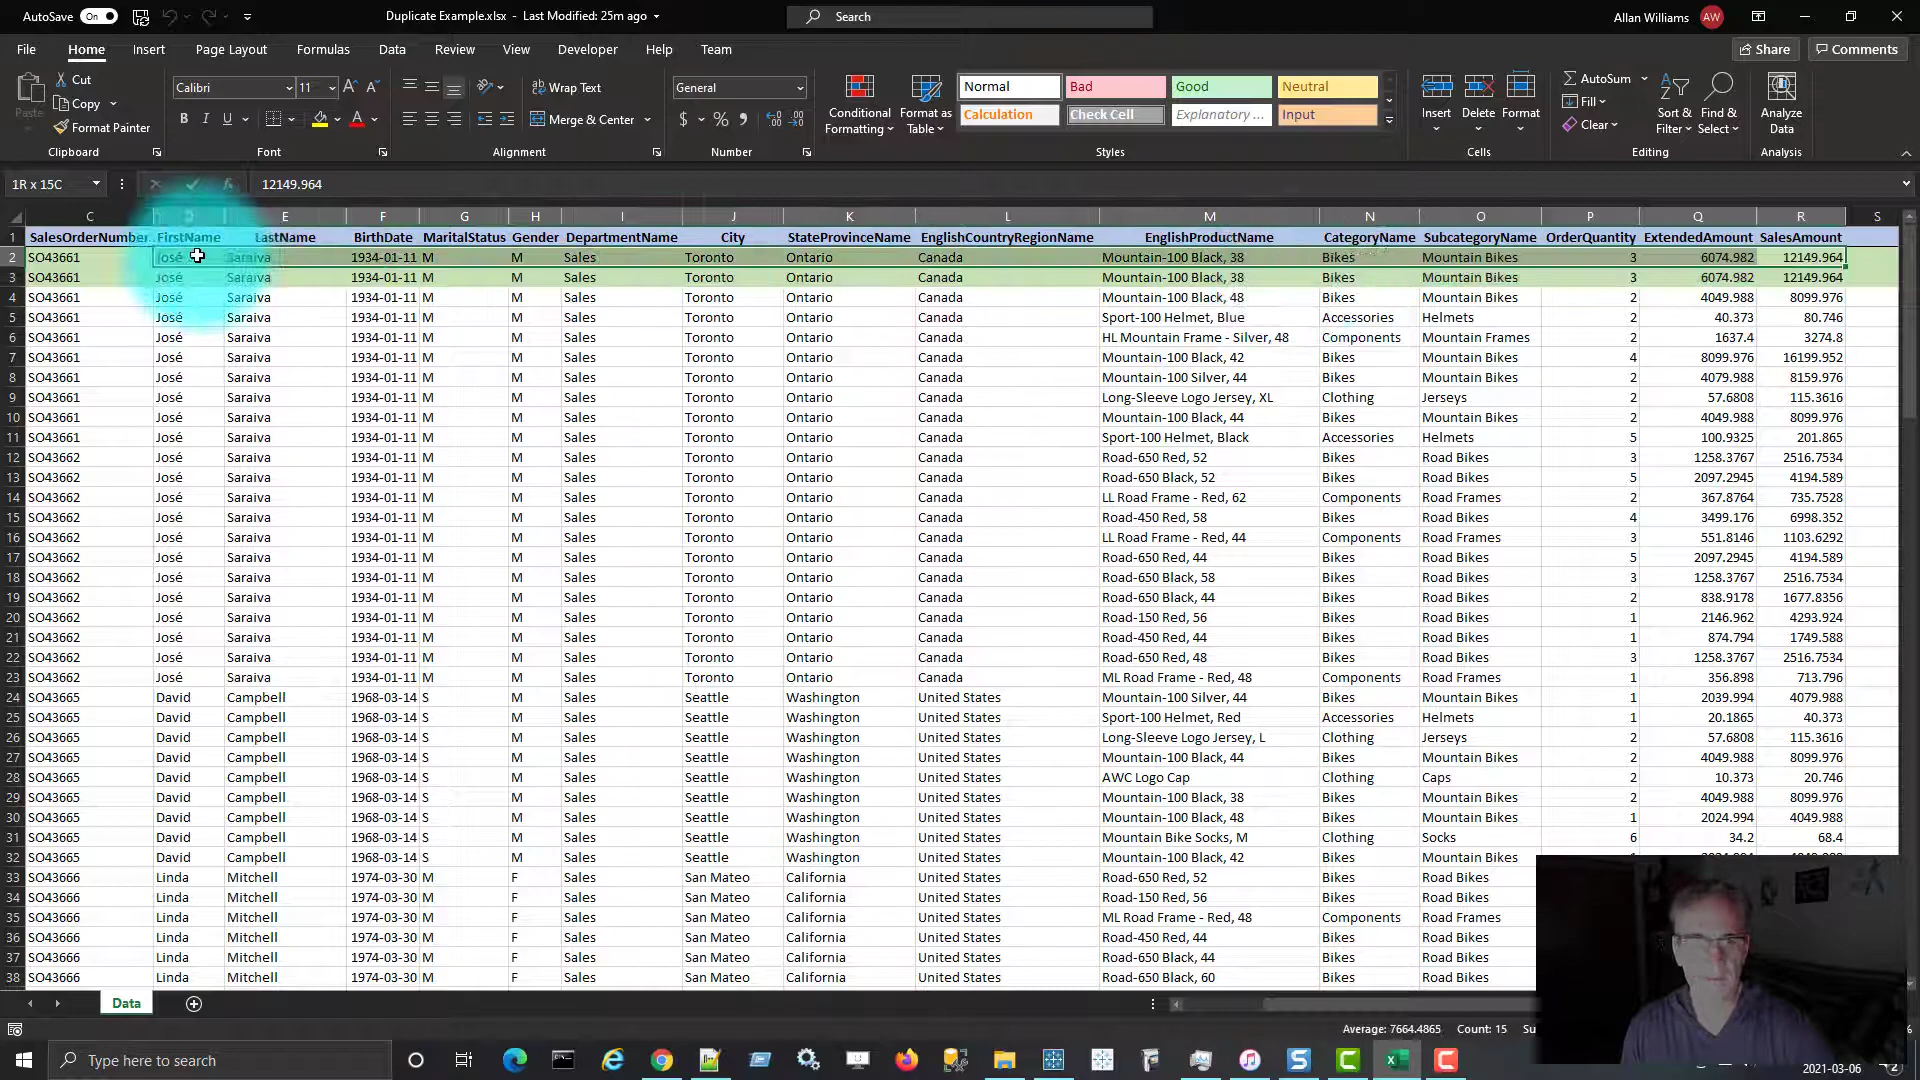 AutoSave On Duplicate Example.xlsx - Last Modified: 25m ago Search Allan Williams AW
File Home Insert Page Layout Formulas Data Review View Developer Help Team Share Comments
Paste Cut Copy Format Painter Clipboard
Calibri 11 B I U A Font
Wrap Text Merge & Center Alignment
General $ % Number
Conditional Formatting Format as Table
Normal Bad Good Neutral
Calculation Check Cell Explanatory ... Input
Styles
Insert Delete Format Cells
AutoSum Fill Clear Sort & Filter Find & Select Editing
Analyze Data Analysis
1R x 15C fx 12149.964
C D E F G H I J K L M N O P Q R S
1 SalesOrderNumber FirstName LastName BirthDate MaritalStatus Gender DepartmentName City StateProvinceName EnglishCountryRegionName EnglishProductName CategoryName SubcategoryName OrderQuantity ExtendedAmount SalesAmount
2 SO43661 José Saraiva 1934-01-11 M M Sales Toronto Ontario Canada Mountain-100 Black, 38 Bikes Mountain Bikes 3 6074.982 12149.964
3 SO43661 José Saraiva 1934-01-11 M M Sales Toronto Ontario Canada Mountain-100 Black, 38 Bikes Mountain Bikes 3 6074.982 12149.964
4 SO43661 José Saraiva 1934-01-11 M M Sales Toronto Ontario Canada Mountain-100 Black, 48 Bikes Mountain Bikes 2 4049.988 8099.976
5 SO43661 José Saraiva 1934-01-11 M M Sales Toronto Ontario Canada Sport-100 Helmet, Blue Accessories Helmets 2 40.373 80.746
6 SO43661 José Saraiva 1934-01-11 M M Sales Toronto Ontario Canada HL Mountain Frame - Silver, 48 Components Mountain Frames 2 1637.4 3274.8
7 SO43661 José Saraiva 1934-01-11 M M Sales Toronto Ontario Canada Mountain-100 Black, 42 Bikes Mountain Bikes 4 8099.976 16199.952
8 SO43661 José Saraiva 1934-01-11 M M Sales Toronto Ontario Canada Mountain-100 Silver, 44 Bikes Mountain Bikes 2 4079.988 8159.976
9 SO43661 José Saraiva 1934-01-11 M M Sales Toronto Ontario Canada Long-Sleeve Logo Jersey, XL Clothing Jerseys 2 57.6808 115.3616
10 SO43661 José Saraiva 1934-01-11 M M Sales Toronto Ontario Canada Mountain-100 Black, 44 Bikes Mountain Bikes 2 4049.988 8099.976
11 SO43661 José Saraiva 1934-01-11 M M Sales Toronto Ontario Canada Sport-100 Helmet, Black Accessories Helmets 5 100.9325 201.865
12 SO43662 José Saraiva 1934-01-11 M M Sales Toronto Ontario Canada Road-650 Red, 52 Bikes Road Bikes 3 1258.3767 2516.7534
13 SO43662 José Saraiva 1934-01-11 M M Sales Toronto Ontario Canada Road-650 Black, 52 Bikes Road Bikes 5 2097.2945 4194.589
14 SO43662 José Saraiva 1934-01-11 M M Sales Toronto Ontario Canada LL Road Frame - Red, 62 Components Road Frames 2 367.8764 735.7528
15 SO43662 José Saraiva 1934-01-11 M M Sales Toronto Ontario Canada Road-450 Red, 58 Bikes Road Bikes 4 3499.176 6998.352
16 SO43662 José Saraiva 1934-01-11 M M Sales Toronto Ontario Canada LL Road Frame - Red, 44 Components Road Frames 3 551.8146 1103.6292
17 SO43662 José Saraiva 1934-01-11 M M Sales Toronto Ontario Canada Road-650 Red, 44 Bikes Road Bikes 5 2097.2945 4194.589
18 SO43662 José Saraiva 1934-01-11 M M Sales Toronto Ontario Canada Road-650 Black, 58 Bikes Road Bikes 3 1258.3767 2516.7534
19 SO43662 José Saraiva 1934-01-11 M M Sales Toronto Ontario Canada Road-650 Black, 44 Bikes Road Bikes 2 838.9178 1677.8356
20 SO43662 José Saraiva 1934-01-11 M M Sales Toronto Ontario Canada Road-150 Red, 56 Bikes Road Bikes 1 2146.962 4293.924
21 SO43662 José Saraiva 1934-01-11 M M Sales Toronto Ontario Canada Road-450 Red, 44 Bikes Road Bikes 1 874.794 1749.588
22 SO43662 José Saraiva 1934-01-11 M M Sales Toronto Ontario Canada Road-650 Red, 48 Bikes Road Bikes 3 1258.3767 2516.7534
23 SO43662 José Saraiva 1934-01-11 M M Sales Toronto Ontario Canada ML Road Frame - Red, 48 Components Road Frames 1 356.898 713.796
24 SO43665 David Campbell 1968-03-14 S M Sales Seattle Washington United States Mountain-100 Silver, 44 Bikes Mountain Bikes 1 2039.994 4079.988
25 SO43665 David Campbell 1968-03-14 S M Sales Seattle Washington United States Sport-100 Helmet, Red Accessories Helmets 1 20.1865 40.373
26 SO43665 David Campbell 1968-03-14 S M Sales Seattle Washington United States Long-Sleeve Logo Jersey, L Clothing Jerseys 2 57.6808 115.3616
27 SO43665 David Campbell 1968-03-14 S M Sales Seattle Washington United States Mountain-100 Black, 44 Bikes Mountain Bikes 2 4049.988 8099.976
28 SO43665 David Campbell 1968-03-14 S M Sales Seattle Washington United States AWC Logo Cap Clothing Caps 2 10.373 20.746
29 SO43665 David Campbell 1968-03-14 S M Sales Seattle Washington United States Mountain-100 Black, 38 Bikes Mountain Bikes 2 4049.988 8099.976
30 SO43665 David Campbell 1968-03-14 S M Sales Seattle Washington United States Mountain-100 Black, 48 Bikes Mountain Bikes 1 2024.994 4049.988
31 SO43665 David Campbell 1968-03-14 S M Sales Seattle Washington United States Mountain Bike Socks, M Clothing Socks 6 34.2 68.4
32 SO43665 David Campbell 1968-03-14 S M Sales Seattle Washington United States Mountain-100 Black, 42 Bikes Mountain Bikes
33 SO43666 Linda Mitchell 1974-03-30 M F Sales San Mateo California United States Road-650 Red, 52 Bikes Road Bikes
34 SO43666 Linda Mitchell 1974-03-30 M F Sales San Mateo California United States Road-150 Red, 56 Bikes Road Bikes
35 SO43666 Linda Mitchell 1974-03-30 M F Sales San Mateo California United States ML Road Frame - Red, 48 Components Road Frames
36 SO43666 Linda Mitchell 1974-03-30 M F Sales San Mateo California United States Road-450 Red, 44 Bikes Road Bikes
37 SO43666 Linda Mitchell 1974-03-30 M F Sales San Mateo California United States Road-650 Black, 44 Bikes Road Bikes
38 SO43666 Linda Mitchell 1974-03-30 M F Sales San Mateo California United States Road-650 Black, 60 Bikes Road Bikes
Data
Average: 7664.4865 Count: 15
Type here to search
2021-03-06